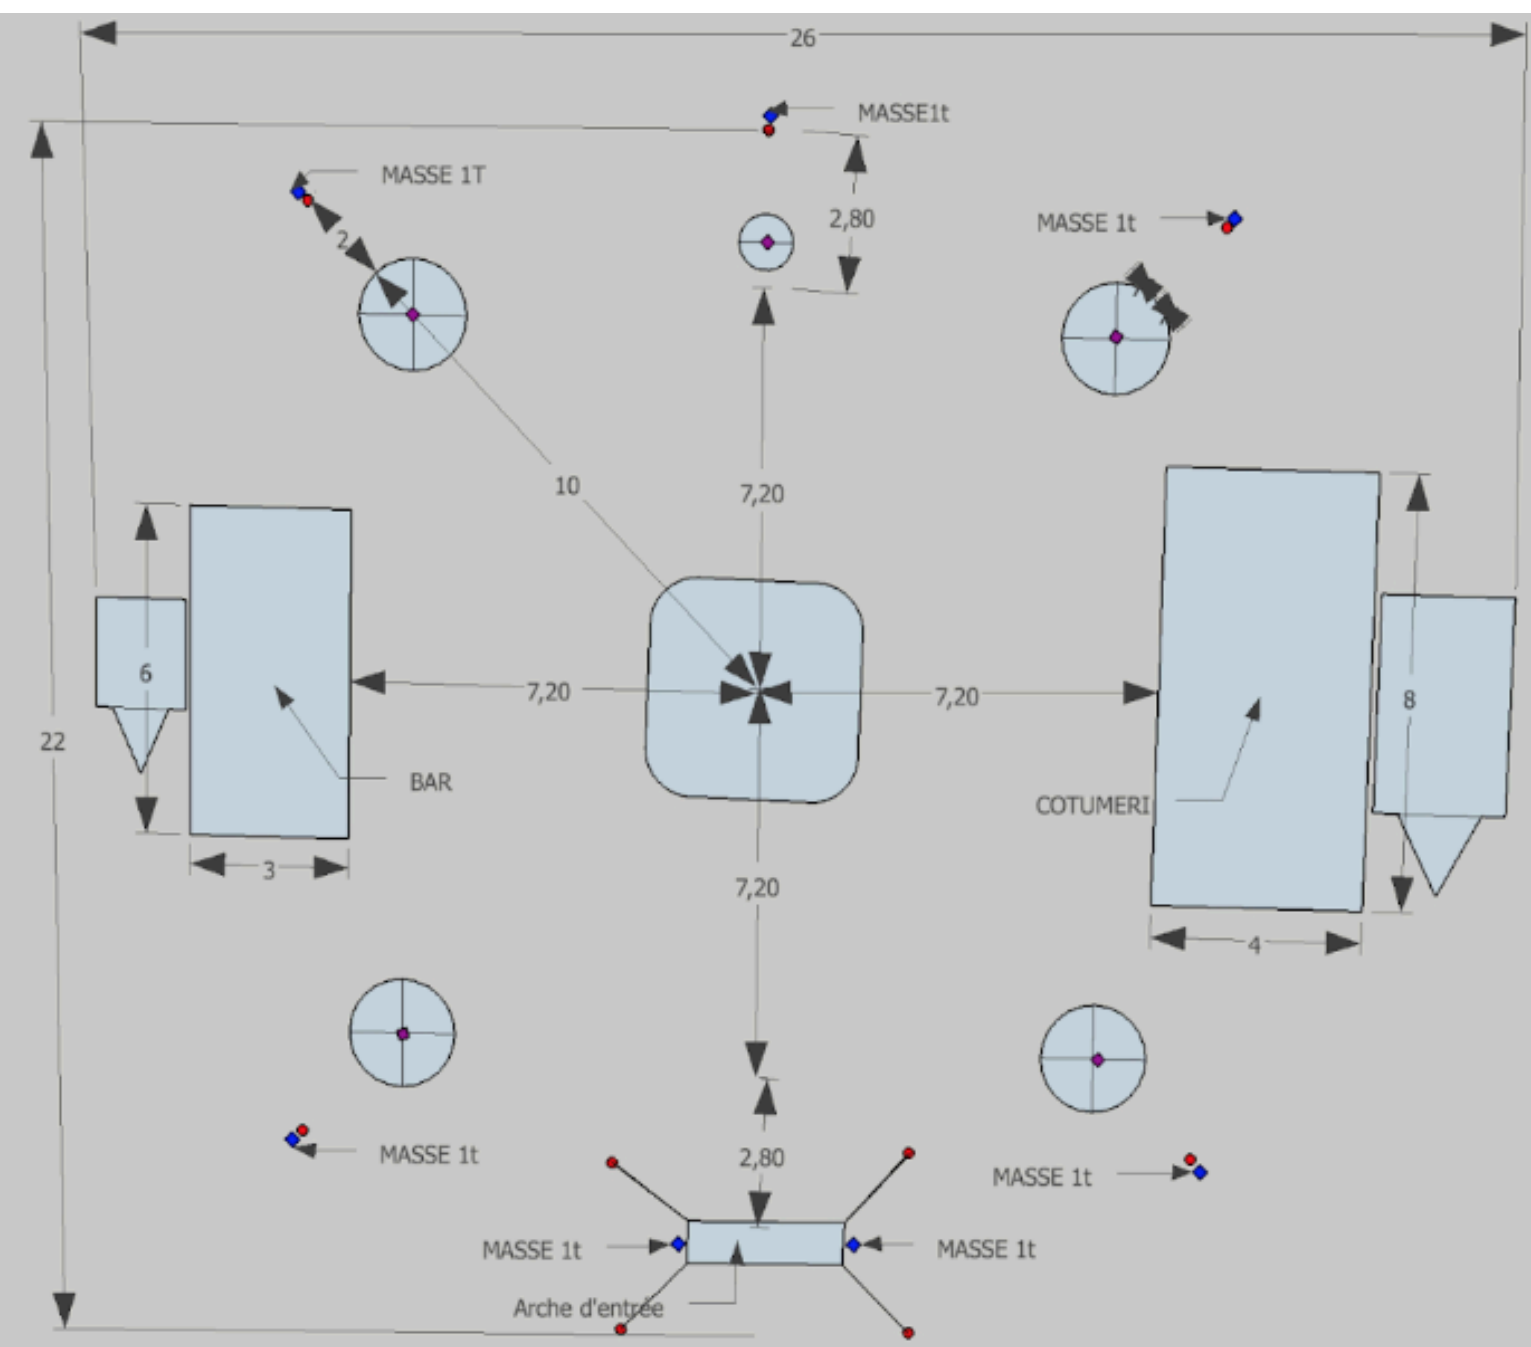 26
MASSE1t
MASSE 1T
2,80
MASSE 1t
2
10
7,20
6
7,20
7,20
8
22
BAR
COTUMERI
3
7,20
4
MASSE 1t
2,80
MASSE 1t
MASSE 1t
MASSE 1t
Arche d'entrée